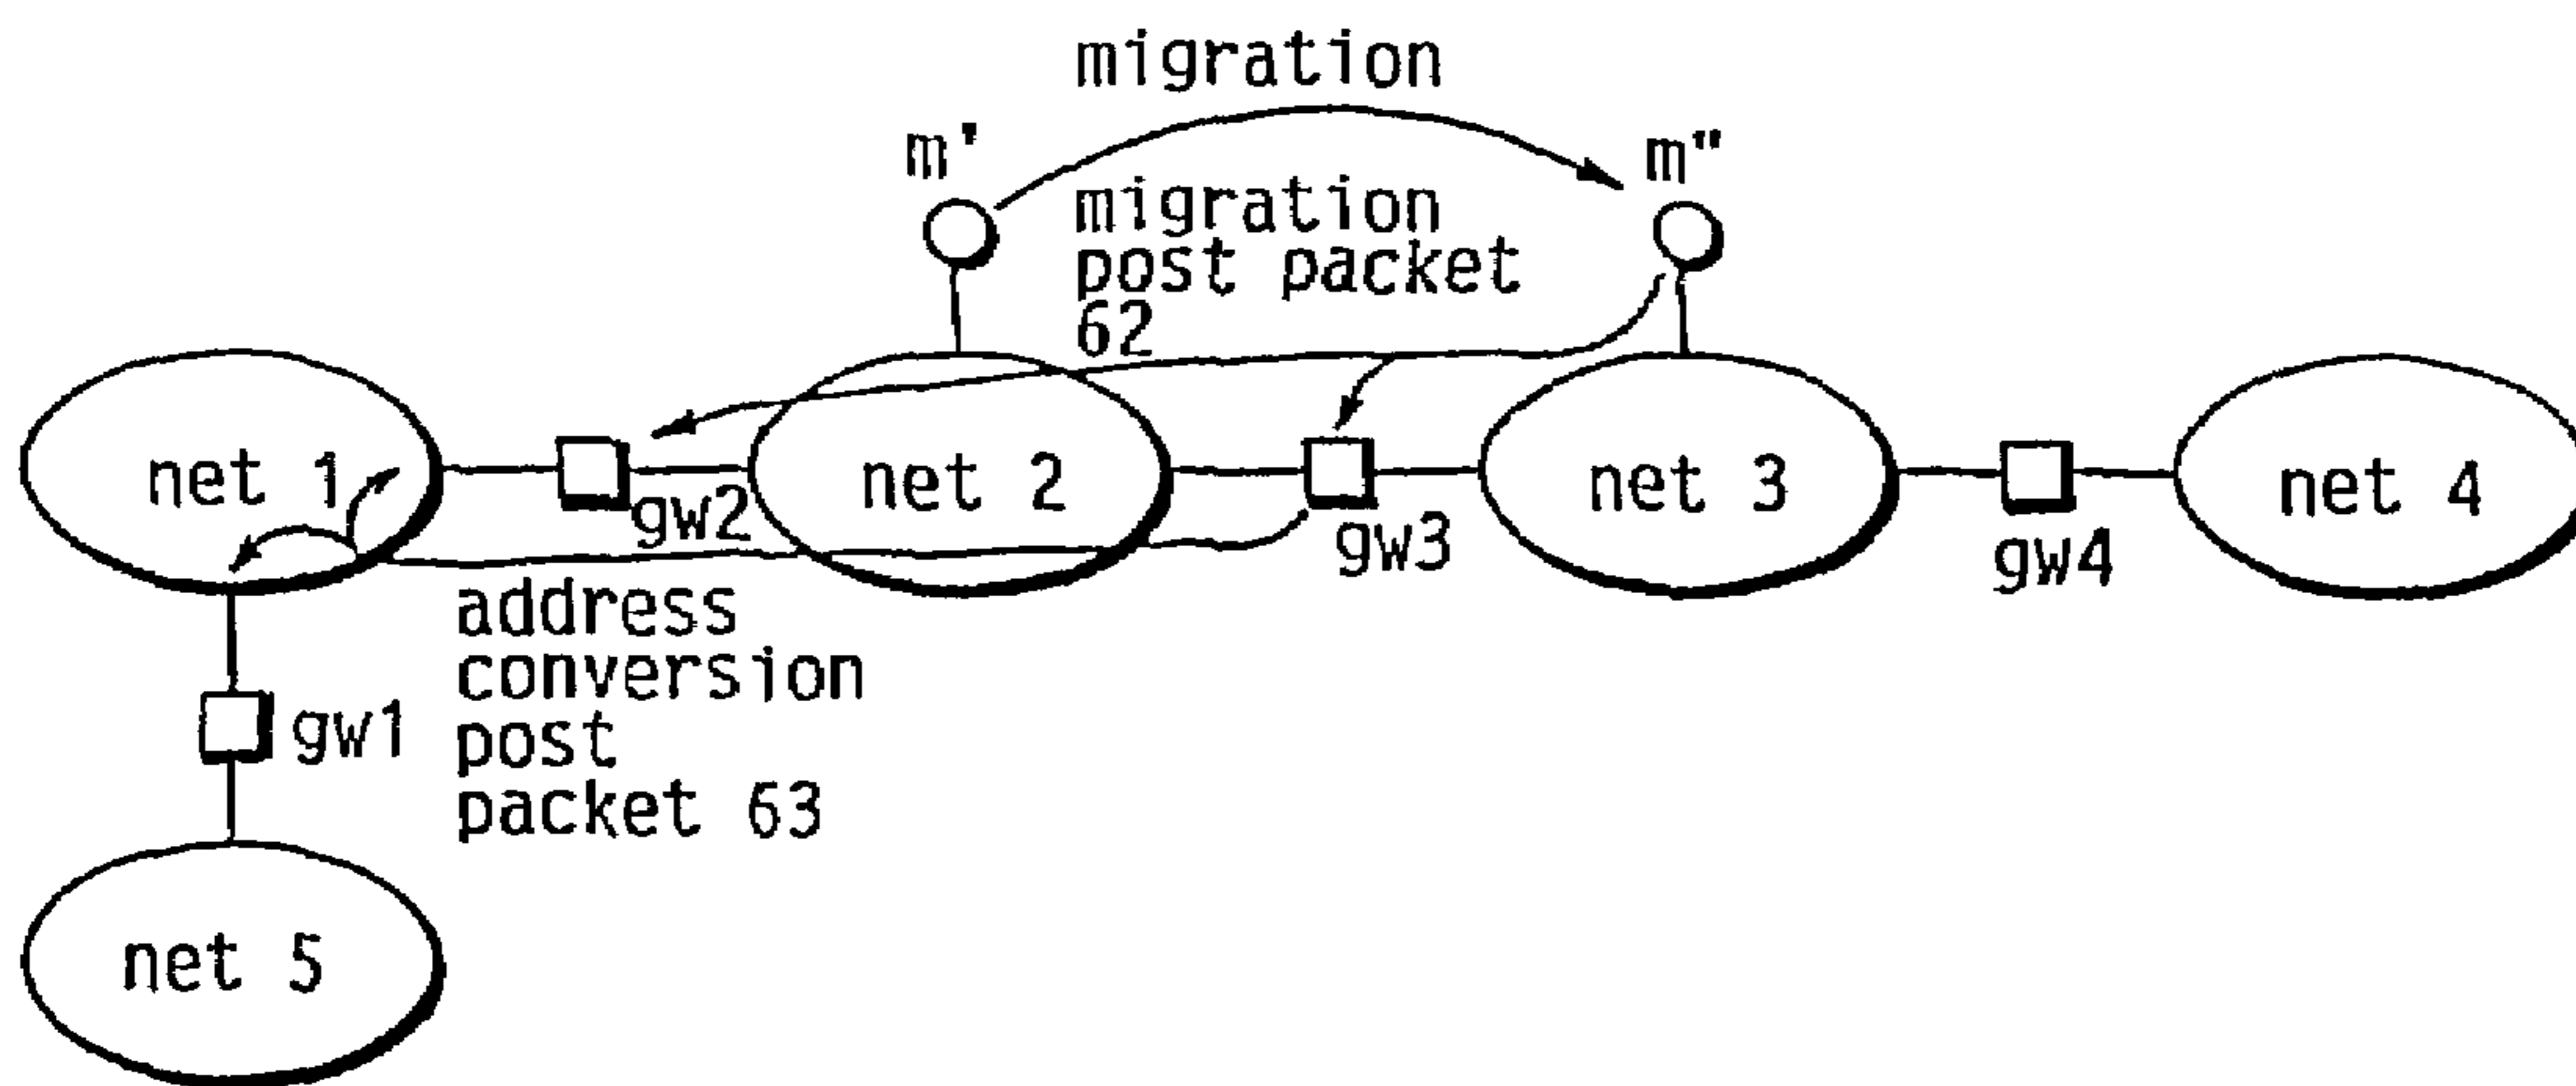 migration
m'
m"
migration
post packet
62
net 1
gw2
net 2
gw3
net 3
gw4
net 4
address
conversion
post
packet 63
gw1
net 5